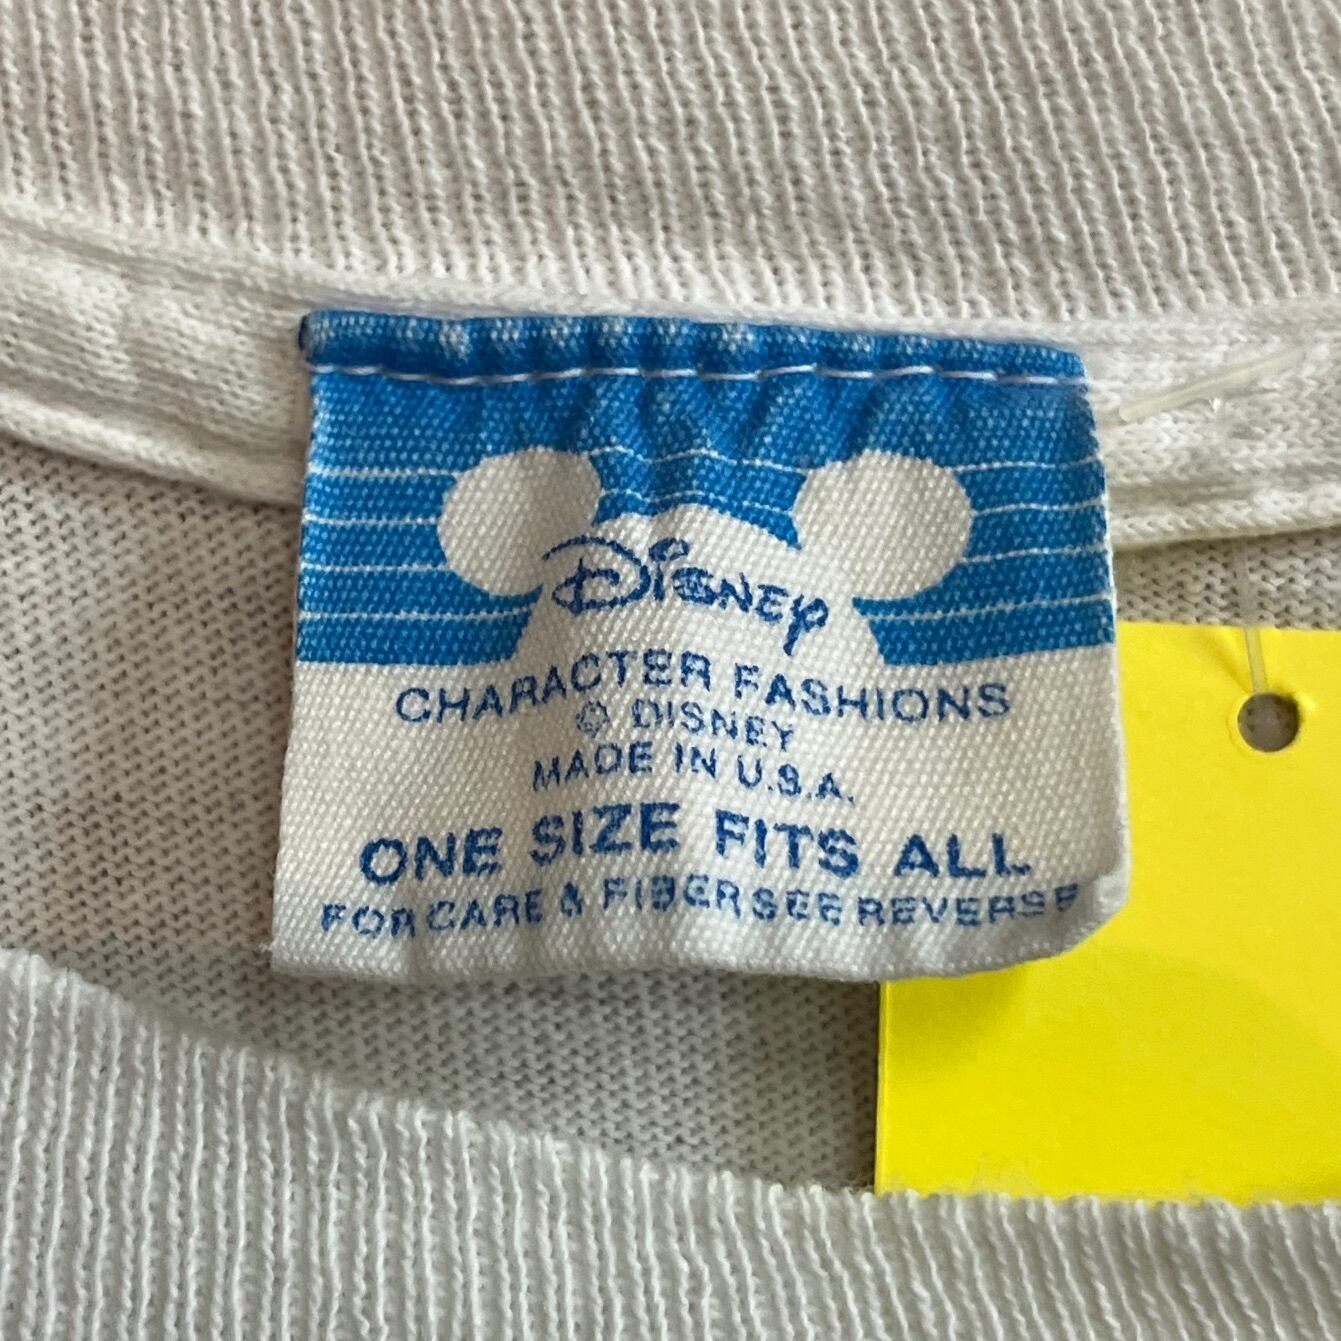 Disney
CHARACTER FASHIONS
© DISNEY
MADE IN U.S.A.
ONE SIZE FITS ALL
FOR CARE & FIBER SEE REVERSE